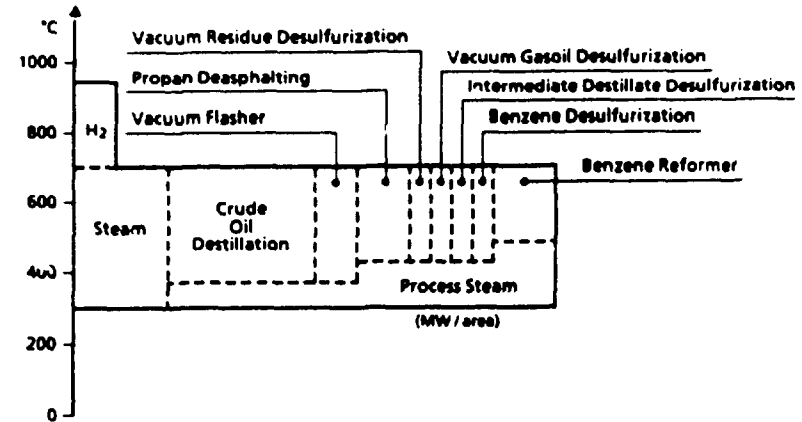 °C
Vacuum Residue Desulfurization
Vacuum Gasoil Desulfurization
1000
Propan Deasphalting
Intermediate Destillate Desulfurization
Vacuum Flasher
Benzene Desulfurization
H2
800
Benzene Reformer
600
Steam
Crude
Oil
Destillation
400
Process Steam
(MW / area)
200
0